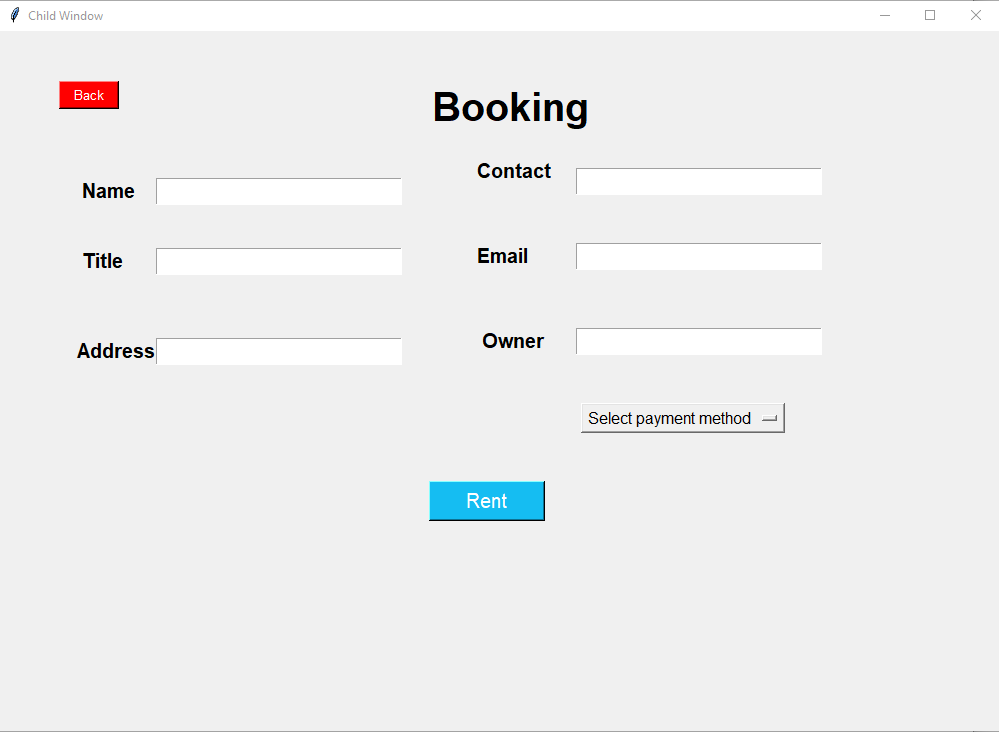 Child Window
Back
Booking
Name
Contact
Title
Email
Address
Owner
Select payment method
Rent